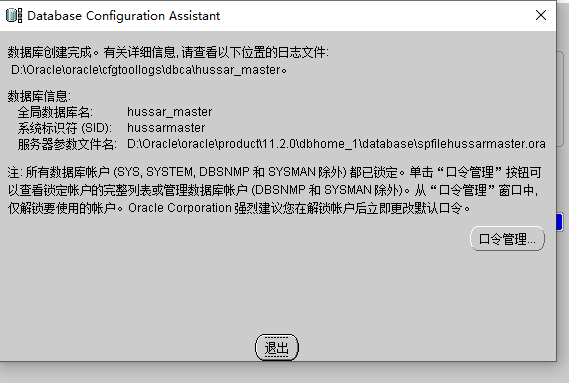 Database Configuration Assistant
数据库创建完成。有关详细信息, 请查看以下位置的日志文件:
D:\Oracle\oracle\cfgtoollogs\dbca\hussar_master。
数据库信息:
全局数据库名: hussar_master
系统标识符 (SID): hussarmaster
服务器参数文件名: D:\Oracle\oracle\product\11.2.0\dbhome_1\database\spfilehussarmaster.ora
注: 所有数据库帐户 (SYS, SYSTEM, DBSNMP 和 SYSMAN 除外) 都已锁定。单击“口令管理”按钮可
以查看锁定帐户的完整列表或管理数据库帐户 (DBSNMP 和 SYSMAN 除外)。从“口令管理”窗口中,
仅解锁要使用的帐户。Oracle Corporation 强烈建议您在解锁帐户后立即更改默认口令。
口令管理...
退出